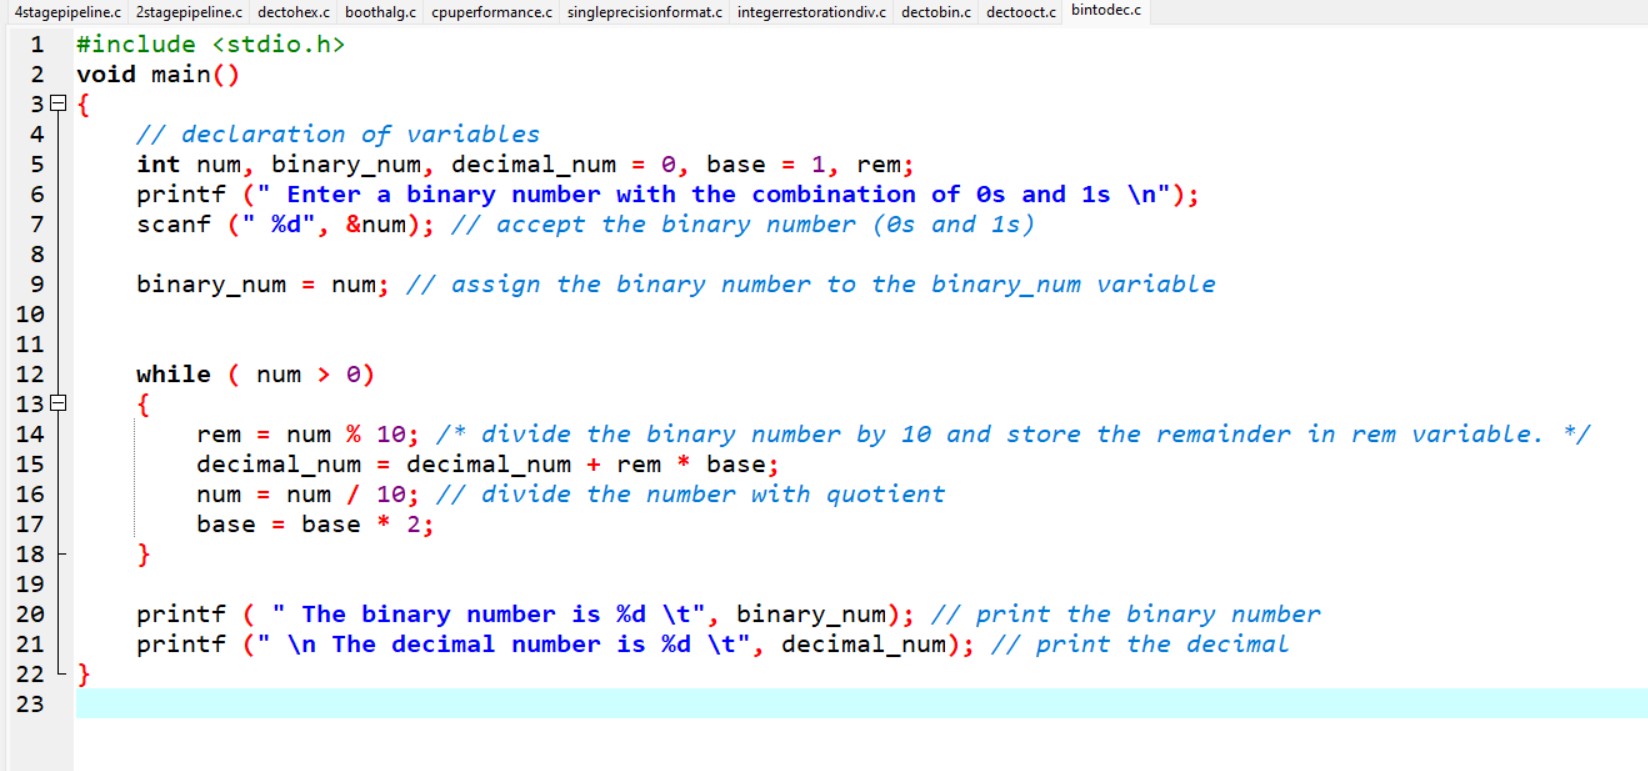 4stagepipeline.c 2stagepipeline.c dectohex.c boothalg.c cpuperformance.c singleprecisionformat.c integerrestorationdiv.c dectobin.c dectooct.c bintodec.c
1 #include <stdio.h>
2 void main()
3 {
4 // declaration of variables
5 int num, binary_num, decimal_num = 0, base = 1, rem;
6 printf (" Enter a binary number with the combination of 0s and 1s \n");
7 scanf (" %d", &num); // accept the binary number (0s and 1s)
8
9 binary_num = num; // assign the binary number to the binary_num variable
10
11
12 while ( num > 0)
13 {
14 rem = num % 10; /* divide the binary number by 10 and store the remainder in rem variable. */
15 decimal_num = decimal_num + rem * base;
16 num = num / 10; // divide the number with quotient
17 base = base * 2;
18 }
19
20 printf ( " The binary number is %d \t", binary_num); // print the binary number
21 printf (" \n The decimal number is %d \t", decimal_num); // print the decimal
22 }
23